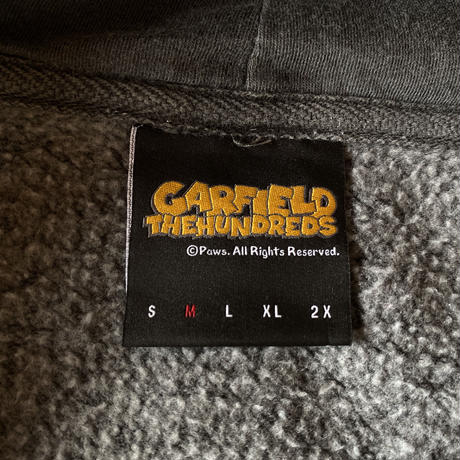 GARFIELD
THEHUNDREDS
©Paws. All Rights Reserved.
S M L XL 2X